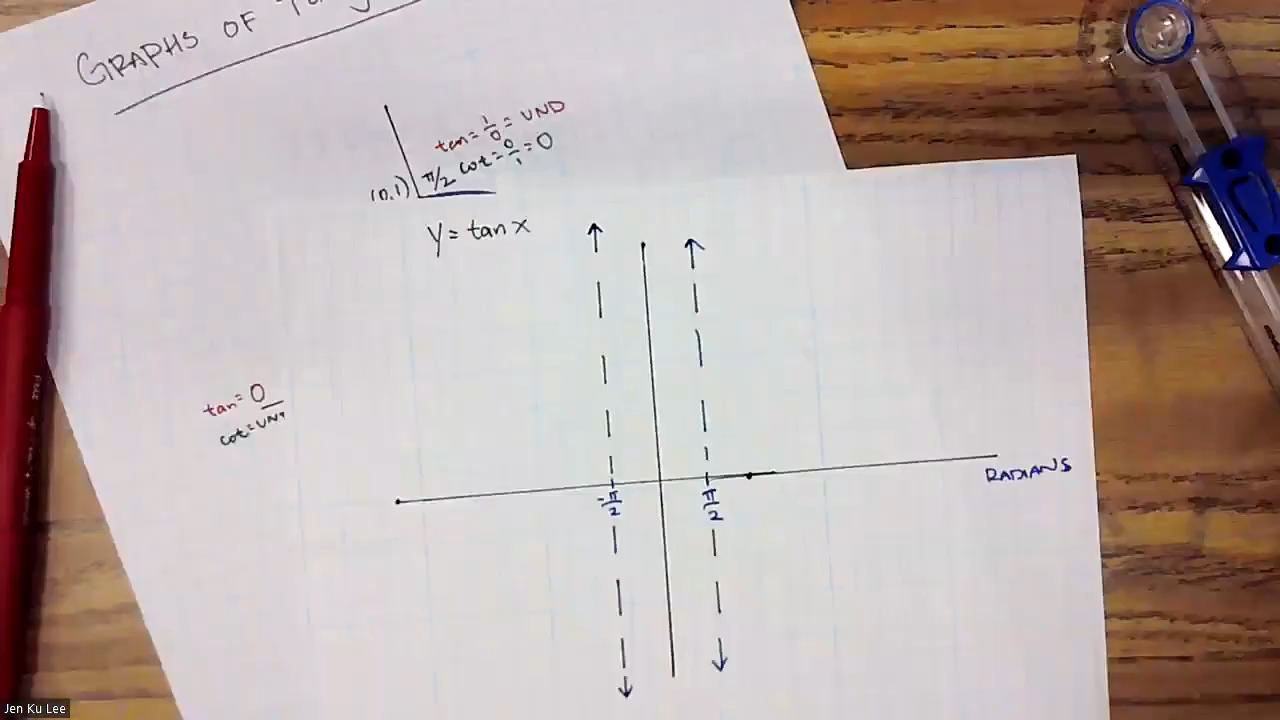 GRAPHS OF
tan = 1/0 = UND
π/2 cot = 0/1 = 0
(0,1)
y = tan x
tan = 0
cot =
-π/2
π/2
RADIANS
Jen Ku Lee